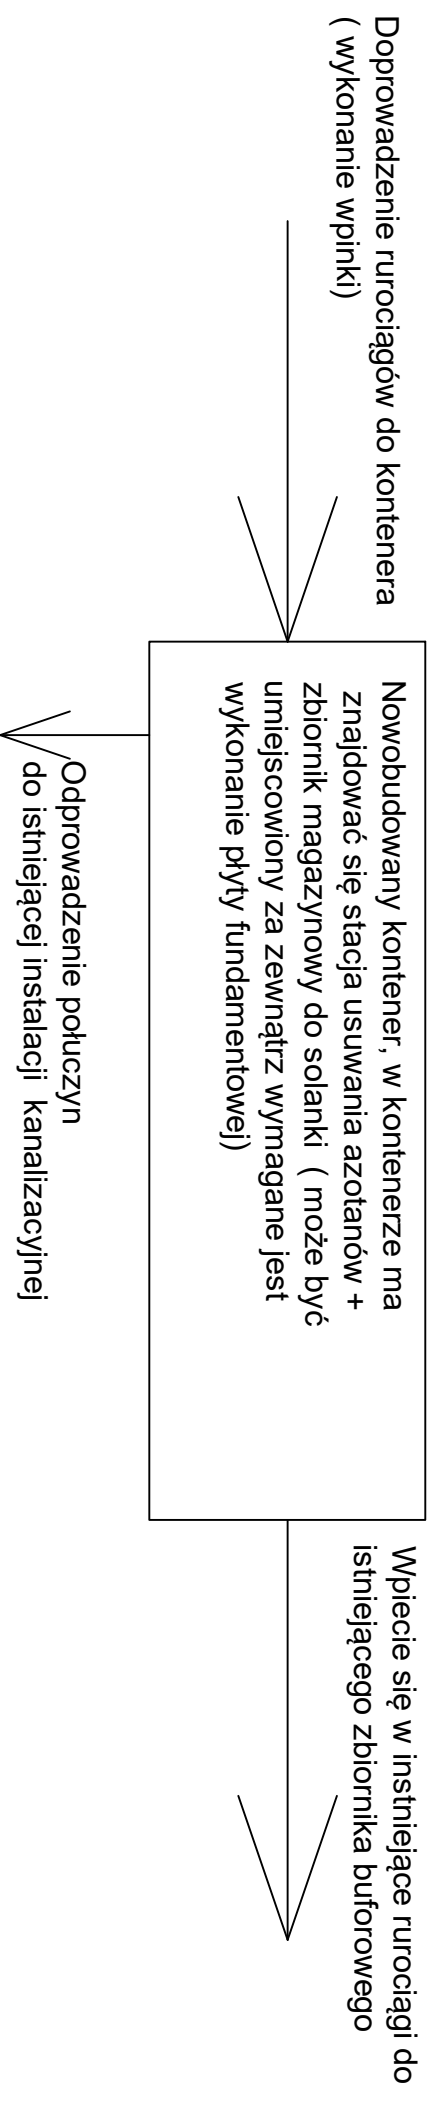 Doprowadzenie rurociągów do kontenera
( wykonanie wpinki)
Nowobudowany kontener, w kontenerze ma
znajdować się stacja usuwania azotanów +
zbiornik magazynowy do solanki ( może być
umiejscowiony za zewnątrz wymagane jest
wykonanie płyty fundamentowej)
Odprowadzenie połuczyn
do istniejącej instalacji kanalizacyjnej
Wpiecie się w instniejące rurociągi do
istniejącego zbiornika buforowego